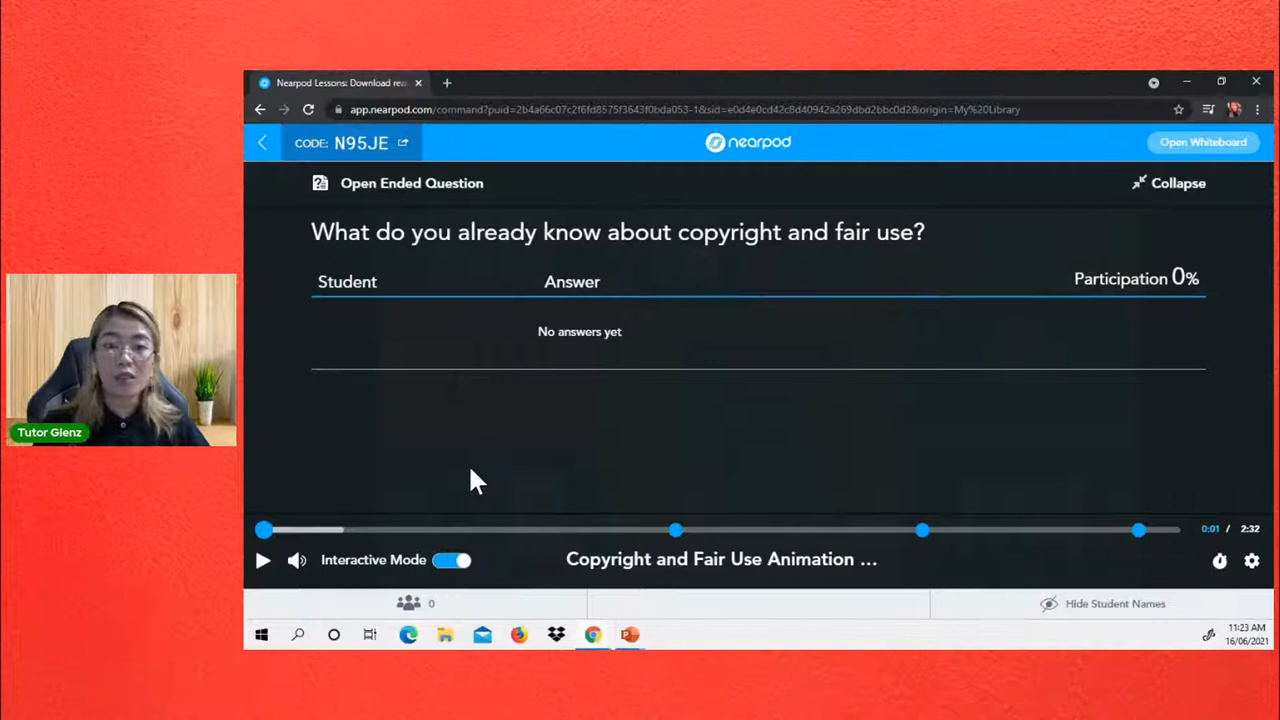 Nearpod Lessons: Download rea
app.nearpod.com/command?puid=2b4a66c07c2f6fd8575f3643f0bda053-1&sid=e0d4e0cd42c8d40942a269dbd2bbc0d2&origin=My%20Library
CODE: N95JE
nearpod
Open Whiteboard
Open Ended Question
Collapse
What do you already know about copyright and fair use?
Student Answer Participation 0%
No answers yet
Tutor Glenz
0:01 / 2:32
Interactive Mode
Copyright and Fair Use Animation ...
0
Hide Student Names
11:23 AM
16/06/2021